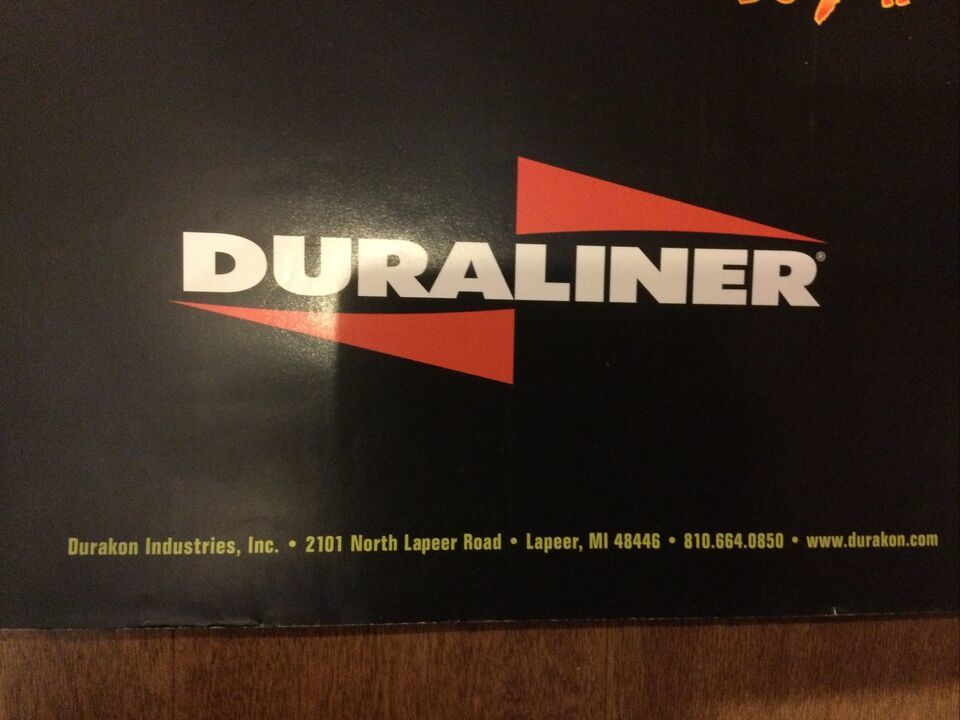 DURALINER®
Durakon Industries, Inc. • 2101 North Lapeer Road • Lapeer, MI 48446 • 810.664.0850 • www.durakon.com